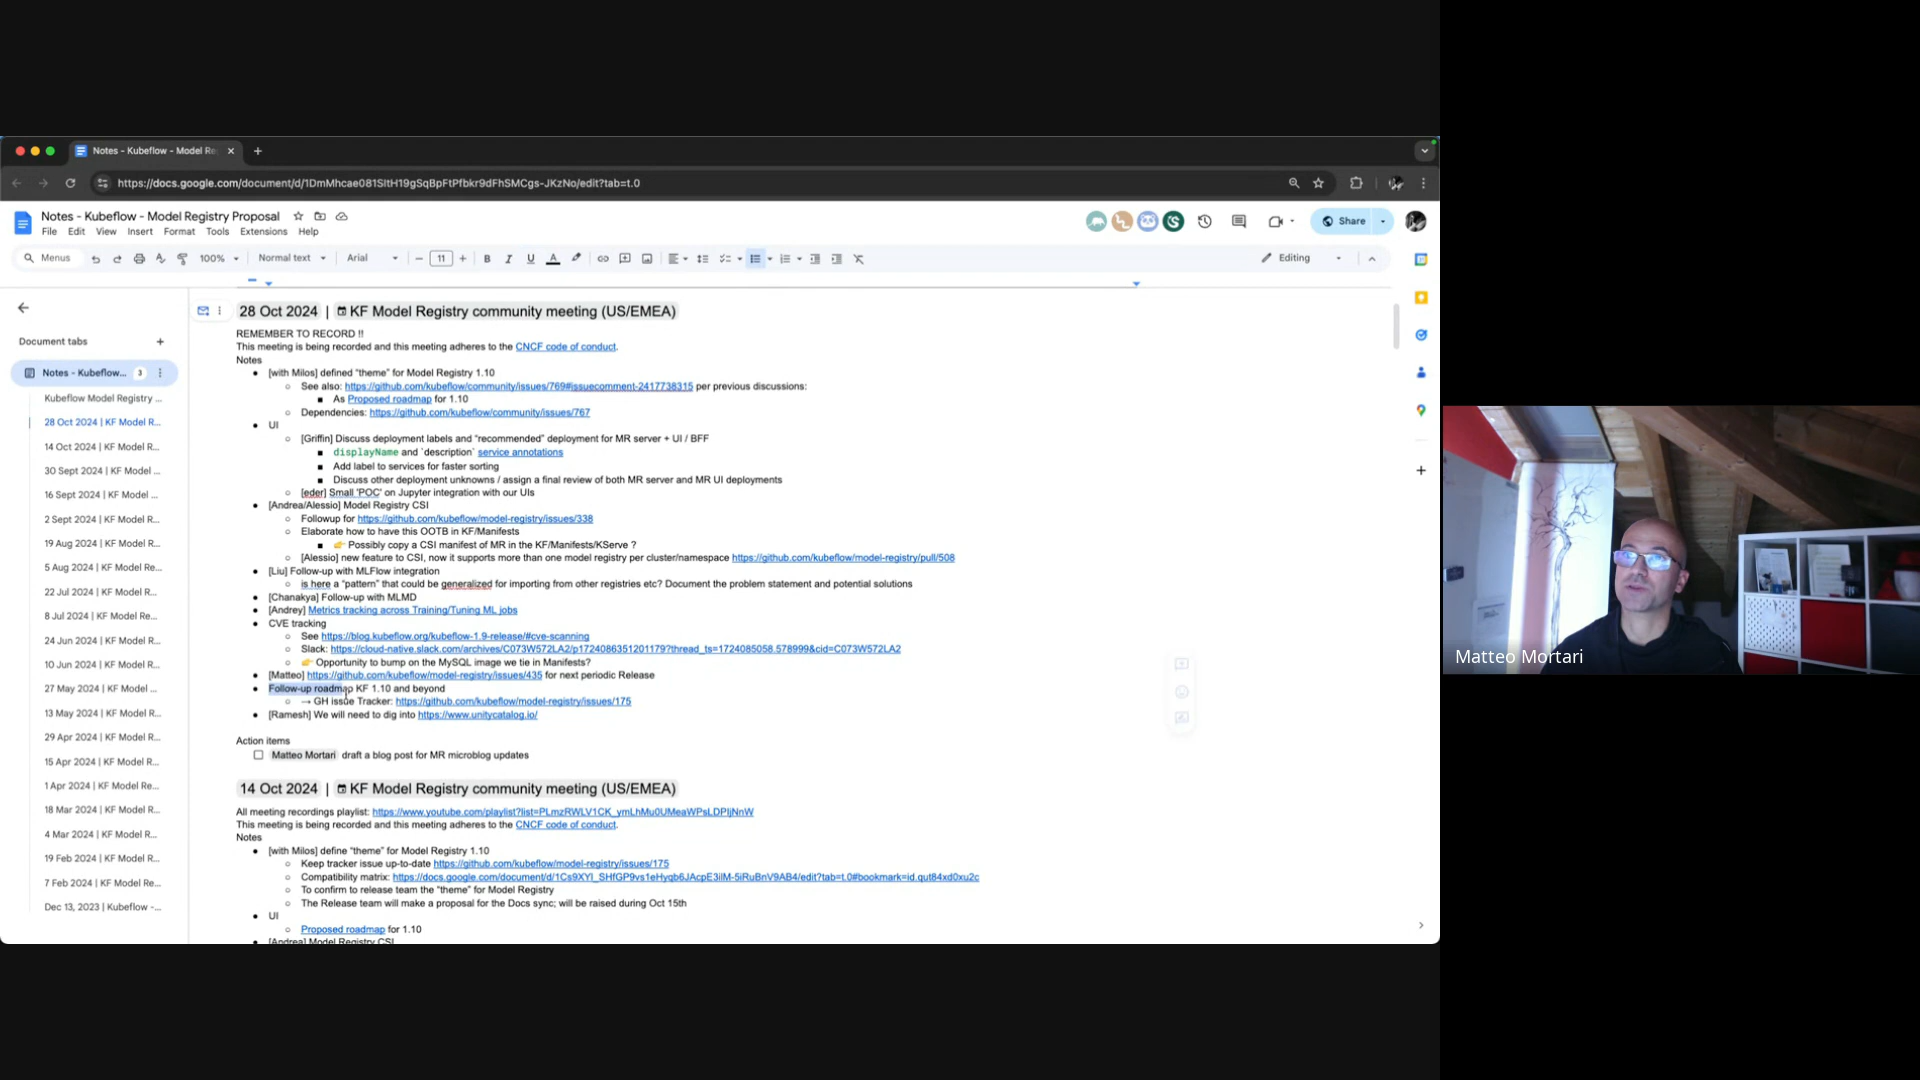 Notes - Kubeflow - Model Re
https://docs.google.com/document/d/1DmMhcae081SItH19gSqBpFtPfbkr9dFhSMCgs-JKzNo/edit?tab=t.0
Notes - Kubeflow - Model Registry Proposal
File Edit View Insert Format Tools Extensions Help
Share
Menus 100% Normal text Arial 11 Editing
Document tabs
Notes - Kubeflow... 3
Kubeflow Model Registry ...
28 Oct 2024 | KF Model R...
14 Oct 2024 | KF Model R...
30 Sept 2024 | KF Model ...
16 Sept 2024 | KF Model ...
2 Sept 2024 | KF Model R...
19 Aug 2024 | KF Model R...
5 Aug 2024 | KF Model Re...
22 Jul 2024 | KF Model R...
8 Jul 2024 | KF Model Re...
24 Jun 2024 | KF Model R...
10 Jun 2024 | KF Model R...
27 May 2024 | KF Model ...
13 May 2024 | KF Model R...
29 Apr 2024 | KF Model R...
15 Apr 2024 | KF Model R...
1 Apr 2024 | KF Model Re...
18 Mar 2024 | KF Model R...
4 Mar 2024 | KF Model R...
19 Feb 2024 | KF Model R...
7 Feb 2024 | KF Model Re...
Dec 13, 2023 | Kubeflow -...
28 Oct 2024 | KF Model Registry community meeting (US/EMEA)
REMEMBER TO RECORD !!
This meeting is being recorded and this meeting adheres to the CNCF code of conduct.
Notes
[with Milos] defined “theme” for Model Registry 1.10
See also: https://github.com/kubeflow/community/issues/769#issuecomment-2417738315 per previous discussions:
As Proposed roadmap for 1.10
Dependencies: https://github.com/kubeflow/community/issues/767
UI
[Griffin] Discuss deployment labels and “recommended” deployment for MR server + UI / BFF
displayName and `description` service annotations
Add label to services for faster sorting
Discuss other deployment unknowns / assign a final review of both MR server and MR UI deployments
[eder] Small 'POC' on Jupyter integration with our UIs
[Andrea/Alessio] Model Registry CSI
Followup for https://github.com/kubeflow/model-registry/issues/338
Elaborate how to have this OOTB in KF/Manifests
👉 Possibly copy a CSI manifest of MR in the KF/Manifests/KServe ?
[Alessio] new feature to CSI, now it supports more than one model registry per cluster/namespace https://github.com/kubeflow/model-registry/pull/508
[Liu] Follow-up with MLFlow integration
is here a “pattern” that could be generalized for importing from other registries etc? Document the problem statement and potential solutions
[Chanakya] Follow-up with MLMD
[Andrey] Metrics tracking across Training/Tuning ML jobs
CVE tracking
See https://blog.kubeflow.org/kubeflow-1.9-release/#cve-scanning
Slack: https://cloud-native.slack.com/archives/C073W572LA2/p1724086351201179?thread_ts=1724085058.578999&cid=C073W572LA2
👉 Opportunity to bump on the MySQL image we tie in Manifests?
[Matteo] https://github.com/kubeflow/model-registry/issues/435 for next periodic Release
Follow-up roadmap KF 1.10 and beyond
→ GH issue Tracker: https://github.com/kubeflow/model-registry/issues/175
[Ramesh] We will need to dig into https://www.unitycatalog.io/
Action items
Matteo Mortari draft a blog post for MR microblog updates
14 Oct 2024 | KF Model Registry community meeting (US/EMEA)
All meeting recordings playlist: https://www.youtube.com/playlist?list=PLmzRWLV1CK_ymLhMu0UMeaWPsLDPIjNnW
This meeting is being recorded and this meeting adheres to the CNCF code of conduct.
Notes
[with Milos] define “theme” for Model Registry 1.10
Keep tracker issue up-to-date https://github.com/kubeflow/model-registry/issues/175
Compatibility matrix: https://docs.google.com/document/d/1Cs9XYI_SHfGP9vs1eHyqb6JAcpE3ilM-5iRuBnV9AB4/edit?tab=t.0#bookmark=id.qut84xd0xu2c
To confirm to release team the “theme” for Model Registry
The Release team will make a proposal for the Docs sync; will be raised during Oct 15th
UI
Proposed roadmap for 1.10
[Andrea] Model Registry CSI
Matteo Mortari